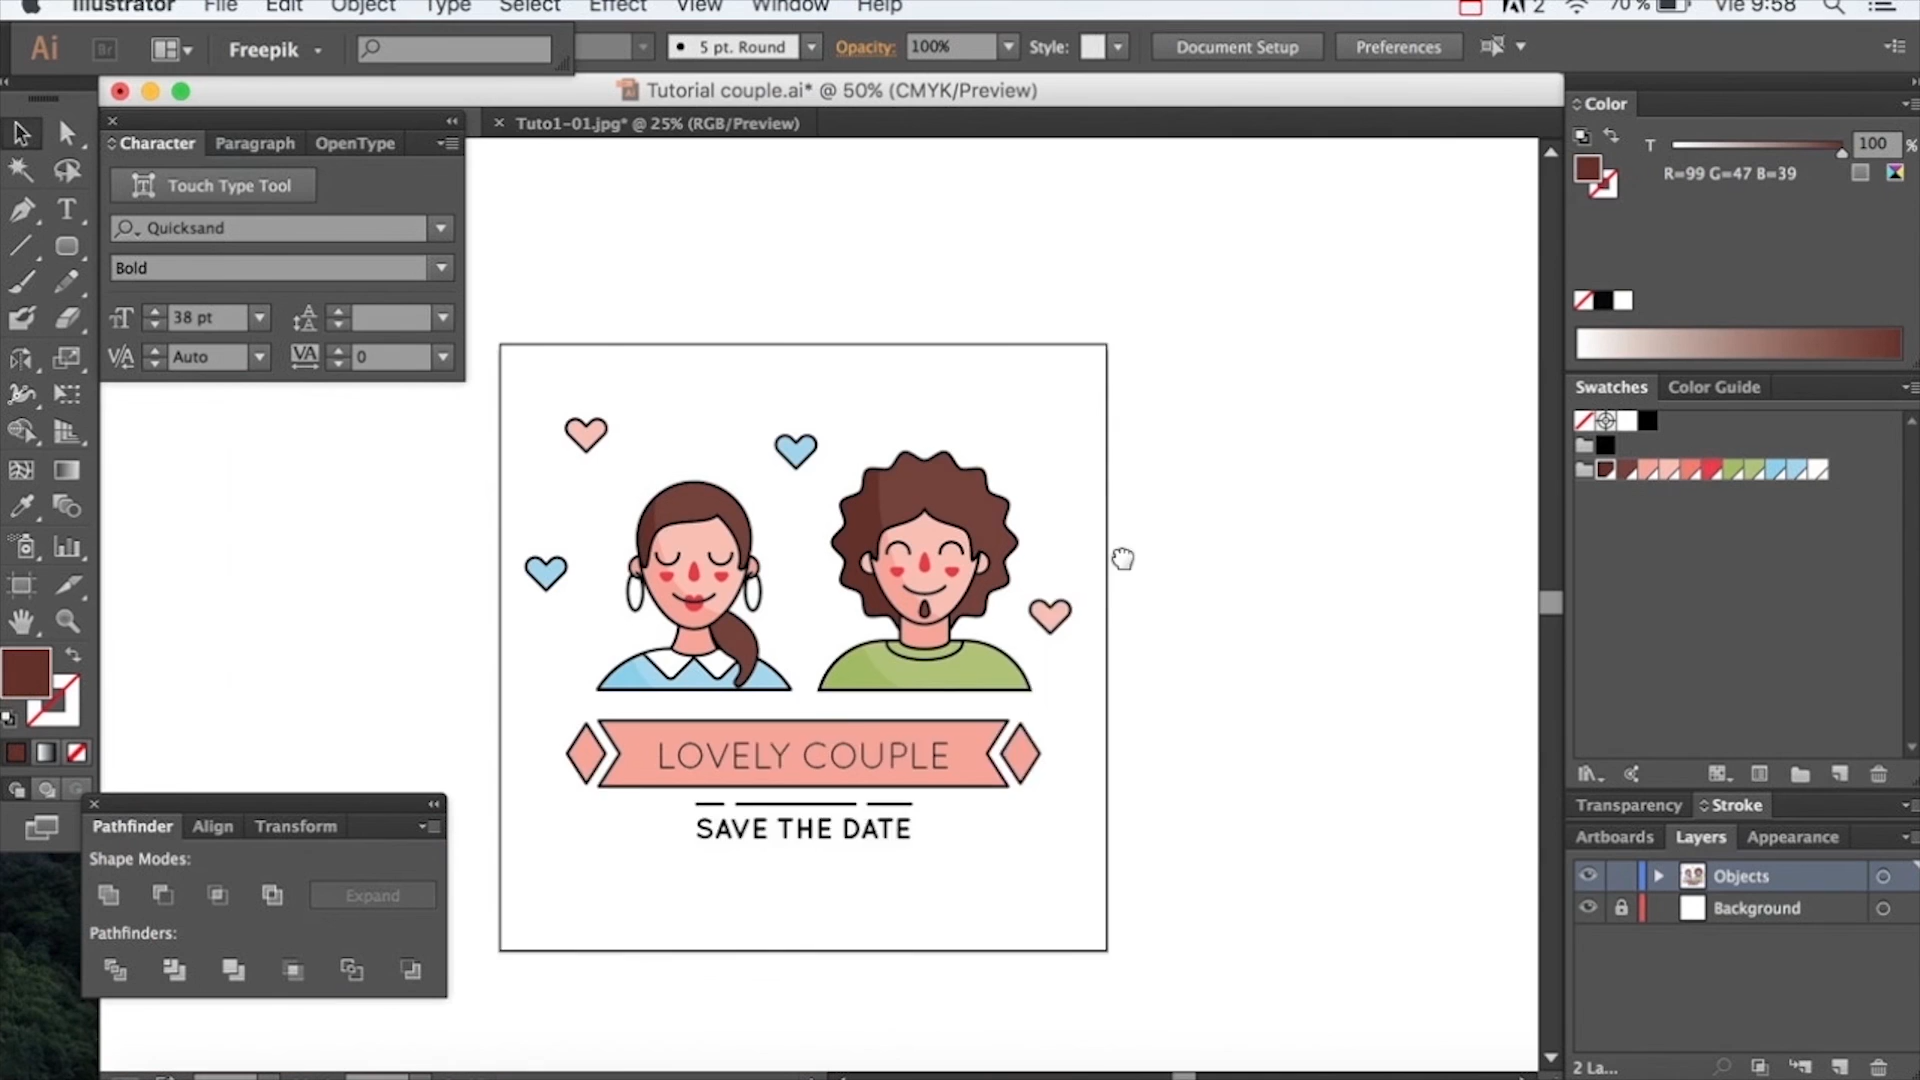 Illustrator File Edit Object Type Select Effect View Window Help
2 70 % Vie 9:58
Ai Br Freepik 5 pt. Round Opacity: 100% Style: Document Setup Preferences
Tutorial couple.ai* @ 50% (CMYK/Preview)
Tuto1-01.jpg* @ 25% (RGB/Preview)
Character Paragraph OpenType
Touch Type Tool
Quicksand
Bold
38 pt
Auto 0
Color
T 100 %
R=99 G=47 B=39
Swatches Color Guide
LOVELY COUPLE
SAVE THE DATE
Pathfinder Align Transform
Shape Modes:
Expand
Pathfinders:
Transparency Stroke
Artboards Layers Appearance
Objects
Background
2 La...